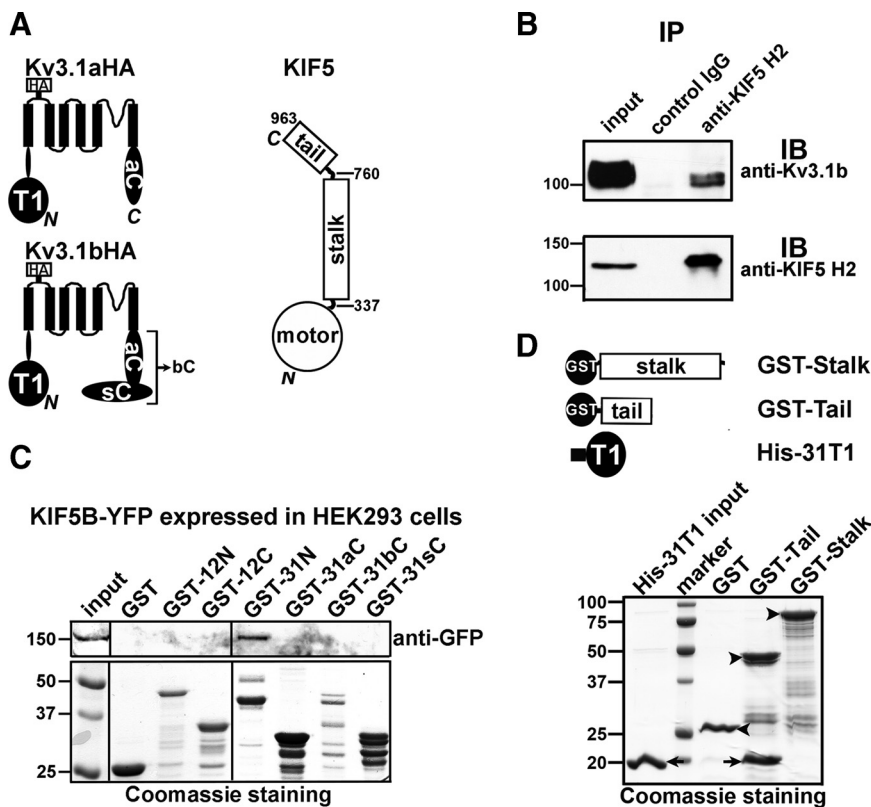 A
Kv3.1aHA
HA
T1
N
aC
C
Kv3.1bHA
HA
T1
N
aC
sC
bC
KIF5
963
C
tail
760
stalk
337
motor
N
B
IP
input
control IgG
anti-KIF5 H2
IB
anti-Kv3.1b
100
IB
anti-KIF5 H2
150
100
C
KIF5B-YFP expressed in HEK293 cells
input
GST
GST-12N
GST-12C
GST-31N
GST-31aC
GST-31bC
GST-31sC
150
anti-GFP
50
37
25
Coomassie staining
D
GST
stalk
GST-Stalk
GST
tail
GST-Tail
T1
His-31T1
His-31T1 input
marker
GST
GST-Tail
GST-Stalk
100
75
50
37
25
20
Coomassie staining